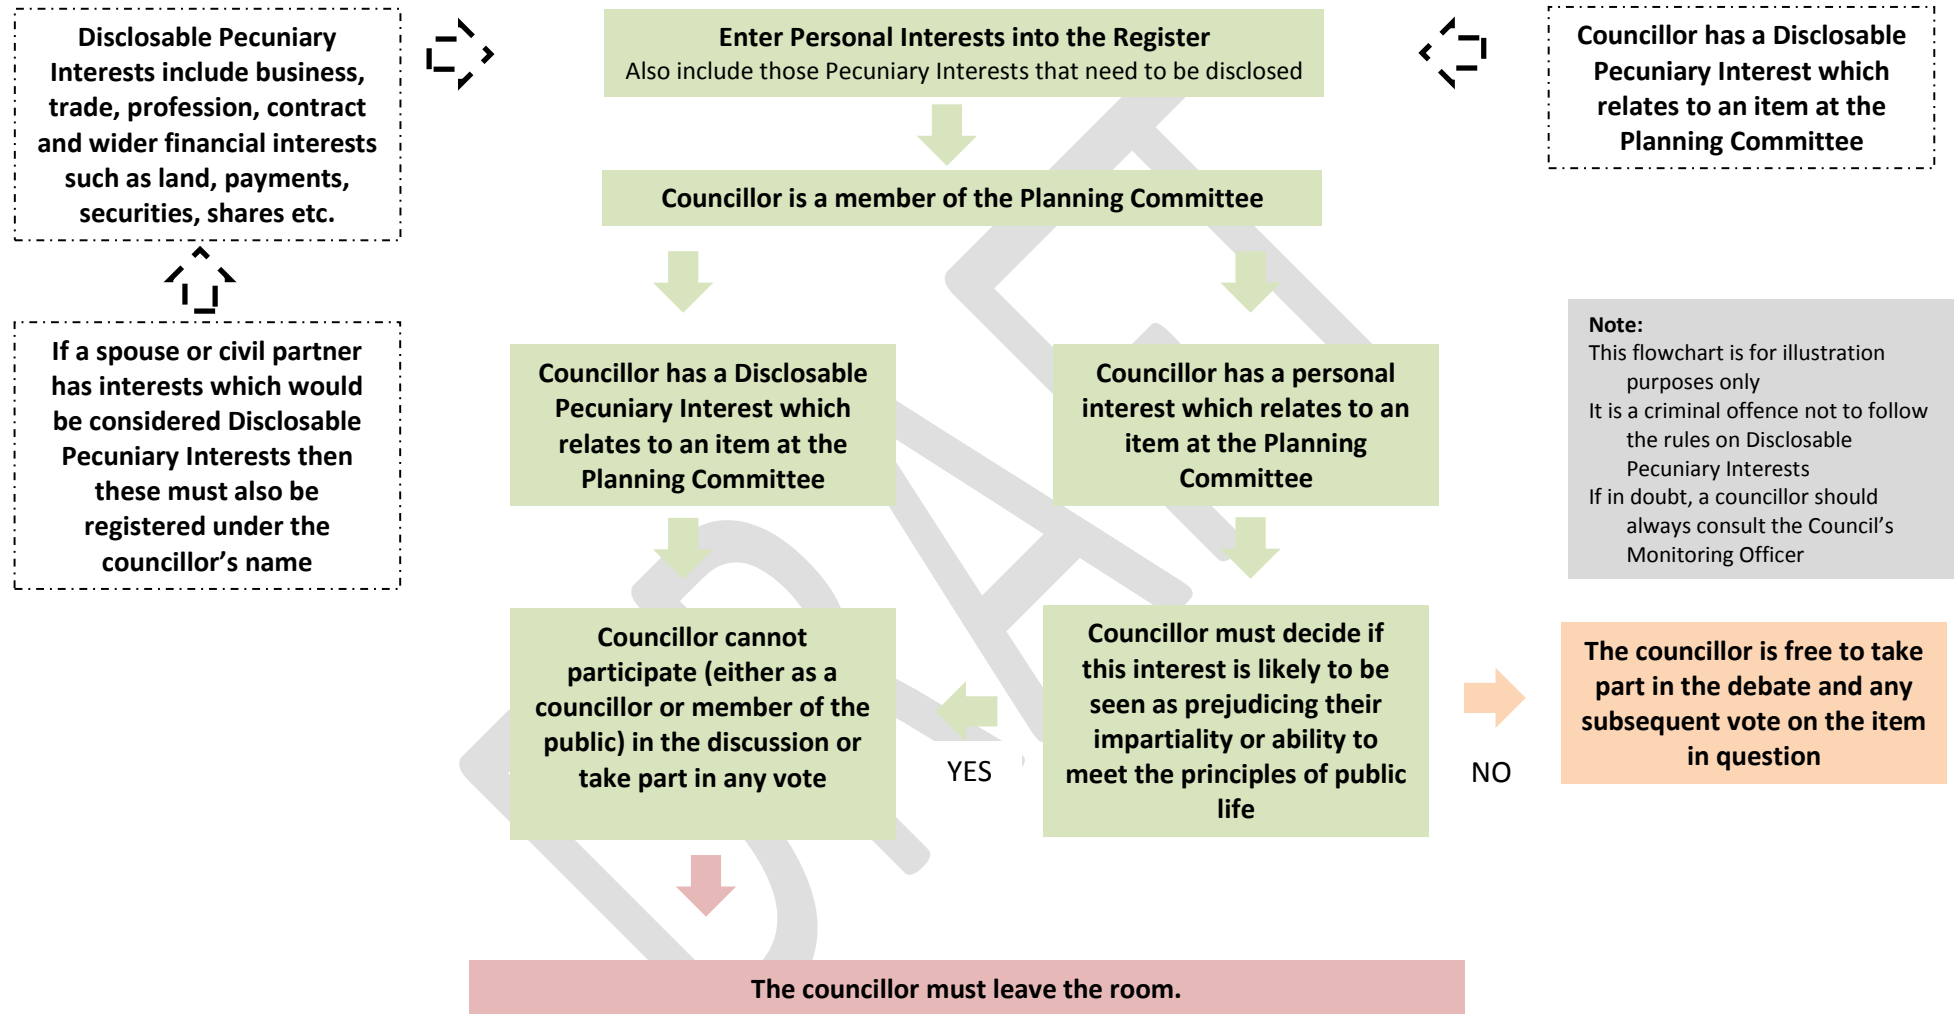 Disclosable Pecuniary
Interests include business,
trade, profession, contract
and wider financial interests
such as land, payments,
securities, shares etc.
Enter Personal Interests into the Register
Also include those Pecuniary Interests that need to be disclosed
Councillor has a Disclosable
Pecuniary Interest which
relates to an item at the
Planning Committee
Councillor is a member of the Planning Committee
If a spouse or civil partner
has interests which would
be considered Disclosable
Pecuniary Interests then
these must also be
registered under the
councillor’s name
Councillor has a Disclosable
Pecuniary Interest which
relates to an item at the
Planning Committee
Councillor has a personal
interest which relates to an
item at the Planning
Committee
Note:
This flowchart is for illustration
purposes only
It is a criminal offence not to follow
the rules on Disclosable
Pecuniary Interests
If in doubt, a councillor should
always consult the Council’s
Monitoring Officer
Councillor cannot
participate (either as a
councillor or member of the
public) in the discussion or
take part in any vote
YES
Councillor must decide if
this interest is likely to be
seen as prejudicing their
impartiality or ability to
meet the principles of public
life
NO
The councillor is free to take
part in the debate and any
subsequent vote on the item
in question
The councillor must leave the room.
DRAFT